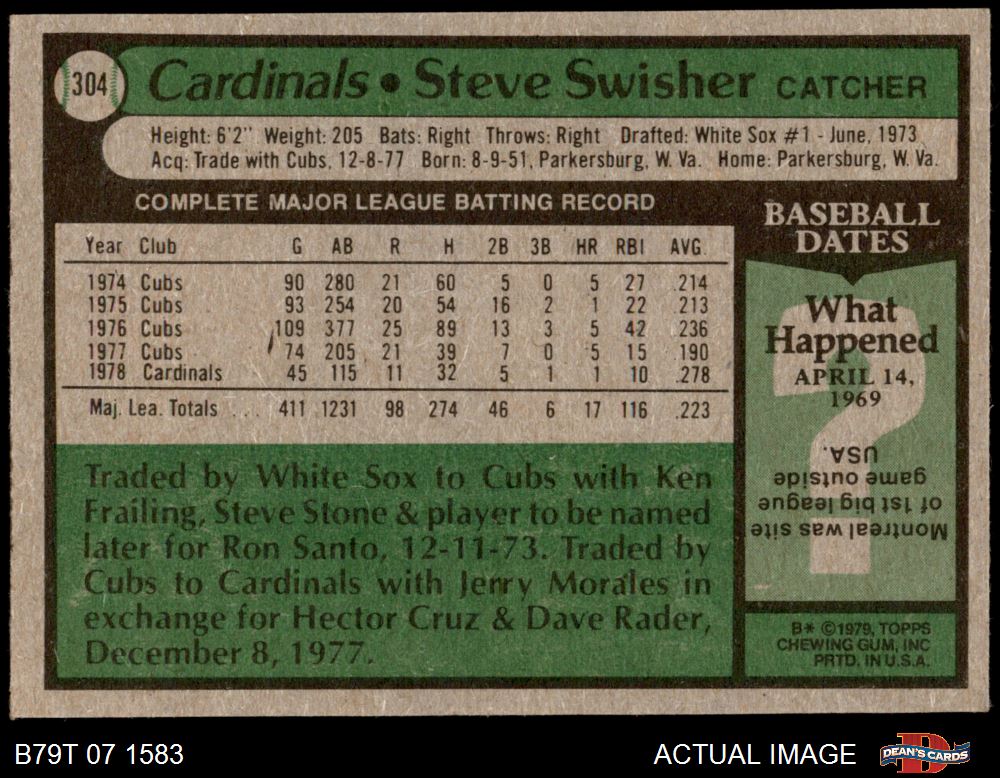 304
Cardinals • Steve Swisher CATCHER
Height: 6'2" Weight: 205 Bats: Right Throws: Right Drafted: White Sox #1 - June, 1973
Acq: Trade with Cubs, 12-8-77 Born: 8-9-51, Parkersburg, W. Va. Home: Parkersburg, W. Va.
COMPLETE MAJOR LEAGUE BATTING RECORD
Year Club G AB R H 2B 3B HR RBI AVG.
1974 Cubs 90 280 21 60 5 0 5 27 .214
1975 Cubs 93 254 20 54 16 2 1 22 .213
1976 Cubs 109 377 25 89 13 3 5 42 .236
1977 Cubs 74 205 21 39 7 0 5 15 .190
1978 Cardinals 45 115 11 32 5 1 1 10 .278
Maj. Lea. Totals ... 411 1231 98 274 46 6 17 116 .223
Traded by White Sox to Cubs with Ken
Frailing, Steve Stone & player to be named
later for Ron Santo, 12-11-73. Traded by
Cubs to Cardinals with Jerry Morales in
exchange for Hector Cruz & Dave Rader,
December 8, 1977.
BASEBALL
DATES
What
Happened
APRIL 14,
1969
Montreal was site
of 1st big league
game outside
USA.
B* ©1979, TOPPS
CHEWING GUM, INC
PRTD. IN U.S.A.
B79T 07 1583
ACTUAL IMAGE
DEAN'S CARDS